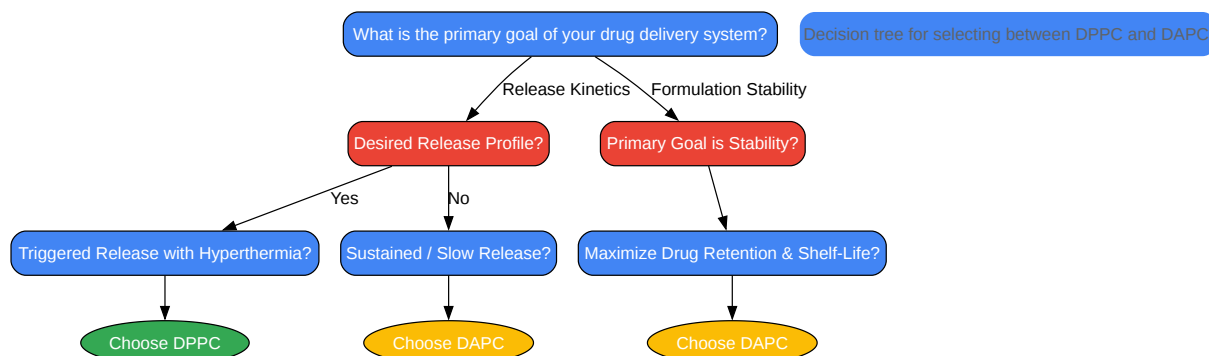 What is the primary goal of your drug delivery system?
Decision tree for selecting between DPPC and DAPC
Release Kinetics
Formulation Stability
Desired Release Profile?
Primary Goal is Stability?
Yes
No
Triggered Release with Hyperthermia?
Sustained / Slow Release?
Maximize Drug Retention & Shelf-Life?
Choose DPPC
Choose DAPC
Choose DAPC